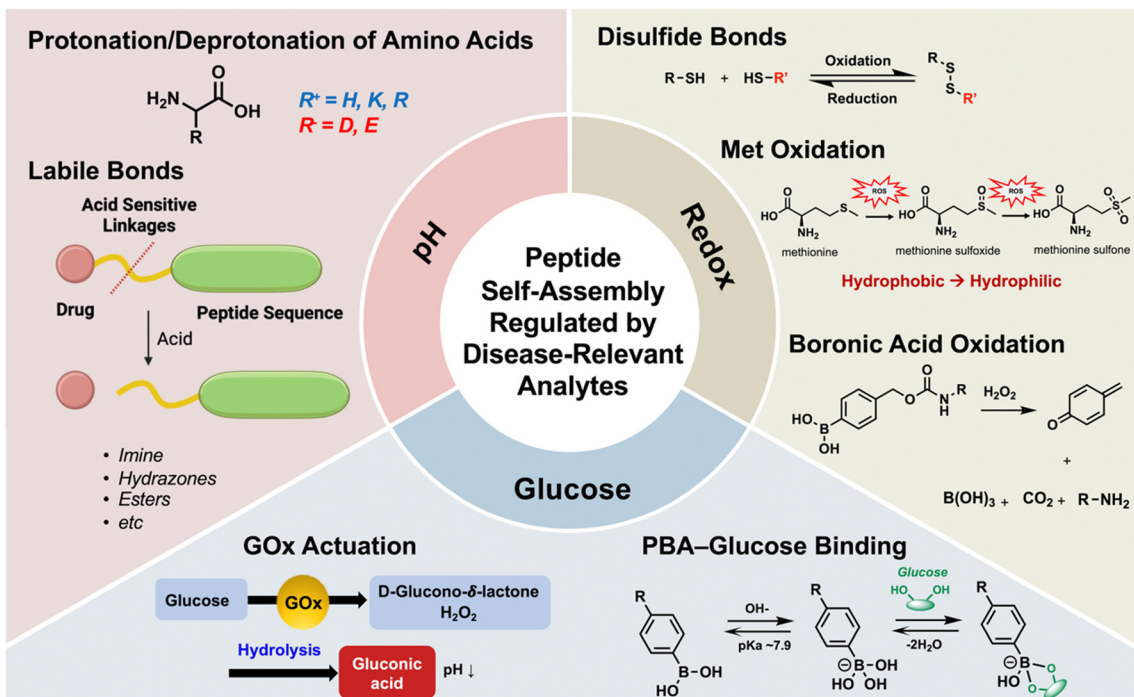 Protonation/Deprotonation of Amino Acids
O
H₂N
OH
R
R⁺ = H, K, R
R⁻ = D, E
Labile Bonds
Acid Sensitive
Linkages
Drug
Peptide Sequence
Acid
• Imine
• Hydrazones
• Esters
• etc
pH
Redox
Glucose
Peptide
Self-Assembly
Regulated by
Disease-Relevant
Analytes
Disulfide Bonds
R–SH + HS–R'
Oxidation
Reduction
R
S
S
R'
Met Oxidation
ROS
ROS
O
HO
S
NH₂
methionine
O
HO
O
S
NH₂
methionine sulfoxide
O
HO
O
S
O
NH₂
methionine sulfone
Hydrophobic → Hydrophilic
Boronic Acid Oxidation
O
O
N
H
R
HO
B
OH
H₂O₂
O
+
B(OH)₃ + CO₂ + R–NH₂
GOx Actuation
Glucose
GOx
D-Glucono-δ-lactone
H₂O₂
Hydrolysis
Gluconic
acid
pH ↓
PBA–Glucose Binding
R
B
OH
HO
OH-
pKa ~7.9
R
⊖
B
OH
HO
OH
Glucose
HO
OH
-2H₂O
R
⊖
B
O
HO
O